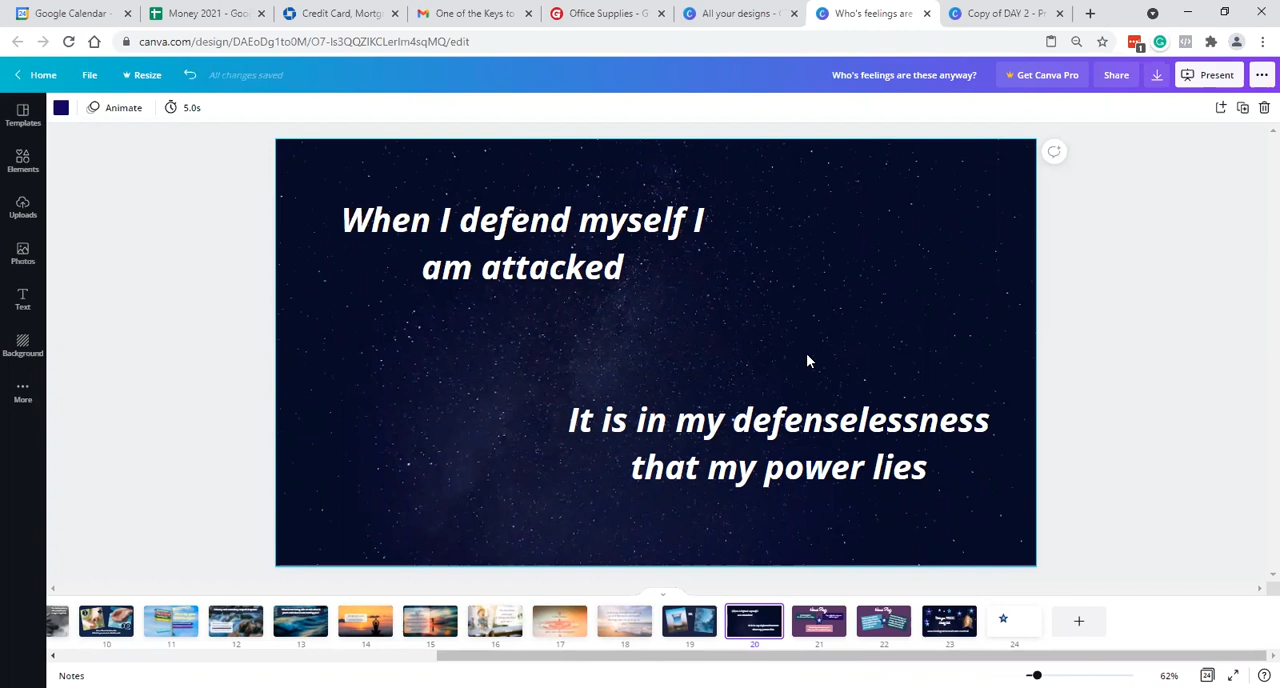 Google Calendar -
Money 2021 - Goo
Credit Card, Mortg
One of the Keys to
Office Supplies - G
All your designs -
Who's feelings are
Copy of DAY 2 - Pr
canva.com/design/DAEoDg1to0M/O7-Is3QQZIKCLerIm4sqMQ/edit
Home
File
Resize
All changes saved
Who's feelings are these anyway?
Get Canva Pro
Share
Present
Animate
5.0s
Templates
Elements
Uploads
Photos
Text
Background
More
When I defend myself I
am attacked
It is in my defenselessness
that my power lies
10 11 12 13 14 15 16 17 18 19 20 21 22 23 24
Notes
62%
24